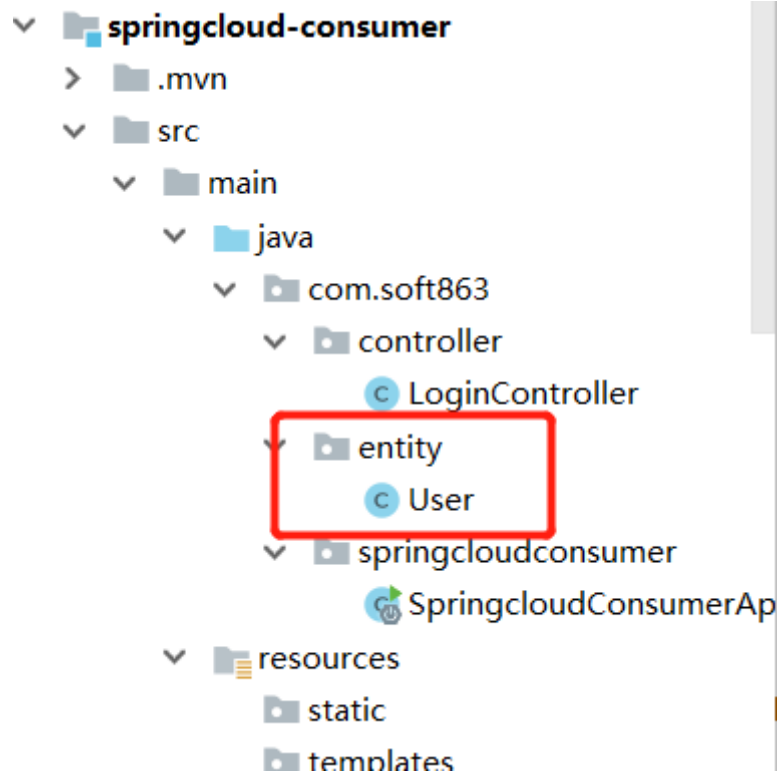 springcloud-consumer
.mvn
src
main
java
com.soft863
controller
LoginController
entity
User
springcloudconsumer
SpringcloudConsumerAp
resources
static
templates